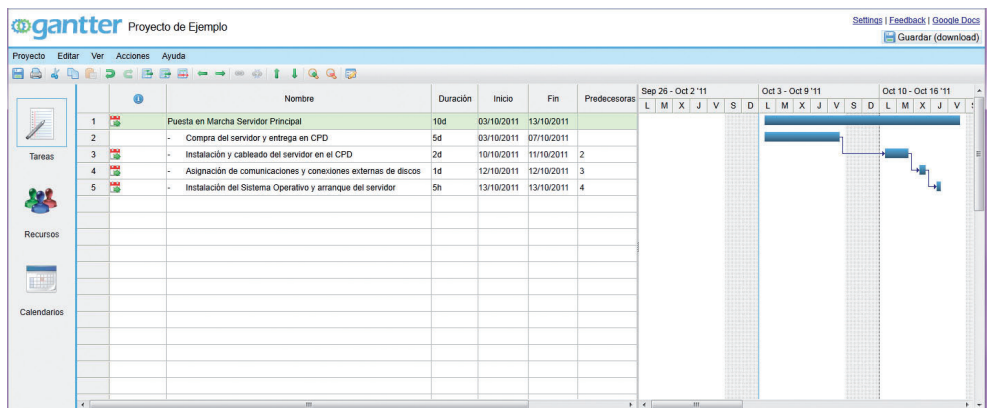 gantter Proyecto de Ejemplo
Settings | Feedback | Google Docs
Guardar (download)
Proyecto Editar Ver Acciones Ayuda
Nombre Duración Inicio Fin Predecesoras
Sep 26 - Oct 2 '11 Oct 3 - Oct 9 '11 Oct 10 - Oct 16 '11
L M X J V S D L M X J V S D L M X J V
1 Puesta en Marcha Servidor Principal 10d 03/10/2011 13/10/2011
2 - Compra del servidor y entrega en CPD 5d 03/10/2011 07/10/2011
3 - Instalación y cableado del servidor en el CPD 2d 10/10/2011 11/10/2011 2
4 - Asignación de comunicaciones y conexiones externas de discos 1d 12/10/2011 12/10/2011 3
5 - Instalación del Sistema Operativo y arranque del servidor 5h 13/10/2011 13/10/2011 4
Tareas
Recursos
Calendarios